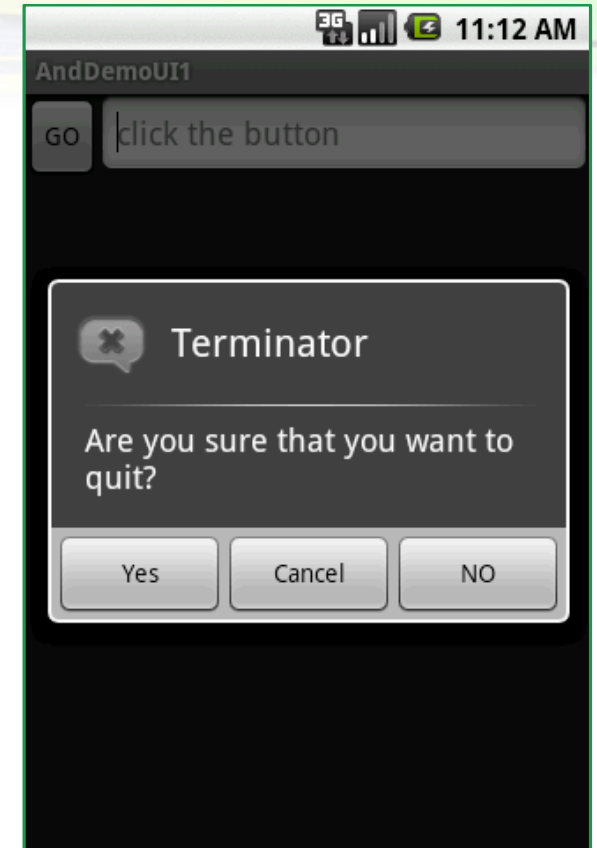 3G 11:12 AM
AndDemoUI1
GO click the button
Terminator
Are you sure that you want to
quit?
Yes Cancel NO